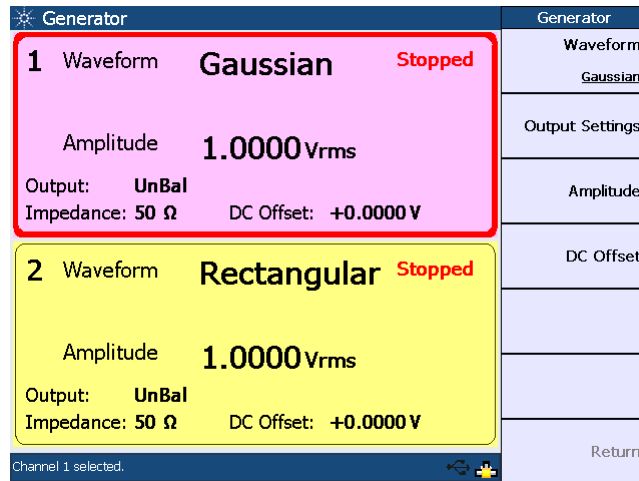 Generator
1 Waveform Gaussian Stopped
Amplitude 1.0000 Vrms
Output: UnBal
Impedance: 50 Ω DC Offset: +0.0000 V
2 Waveform Rectangular Stopped
Amplitude 1.0000 Vrms
Output: UnBal
Impedance: 50 Ω DC Offset: +0.0000 V
Channel 1 selected.
Generator
Waveform
Gaussian
Output Settings
Amplitude
DC Offset
Return